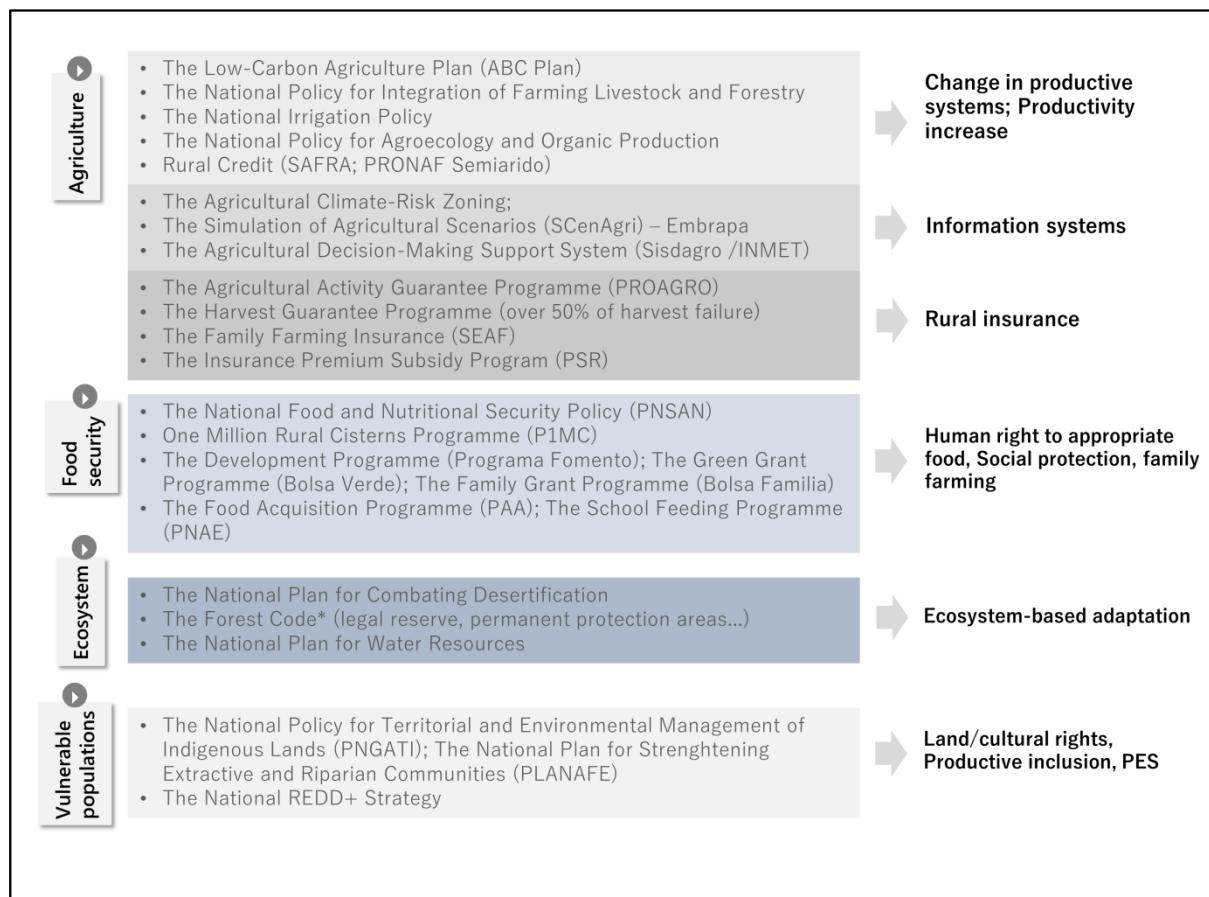 Agriculture
• The Low-Carbon Agriculture Plan (ABC Plan)
• The National Policy for Integration of Farming Livestock and Forestry
• The National Irrigation Policy
• The National Policy for Agroecology and Organic Production
• Rural Credit (SAFRA; PRONAF Semiarido)
Change in productive
systems; Productivity
increase
• The Agricultural Climate-Risk Zoning;
• The Simulation of Agricultural Scenarios (SCenAgri) – Embrapa
• The Agricultural Decision-Making Support System (Sisdagro /INMET)
Information systems
• The Agricultural Activity Guarantee Programme (PROAGRO)
• The Harvest Guarantee Programme (over 50% of harvest failure)
• The Family Farming Insurance (SEAF)
• The Insurance Premium Subsidy Program (PSR)
Rural insurance
Food
security
• The National Food and Nutritional Security Policy (PNSAN)
• One Million Rural Cisterns Programme (P1MC)
• The Development Programme (Programa Fomento); The Green Grant
Programme (Bolsa Verde); The Family Grant Programme (Bolsa Familia)
• The Food Acquisition Programme (PAA); The School Feeding Programme
(PNAE)
Human right to appropriate
food, Social protection, family
farming
Ecosystem
• The National Plan for Combating Desertification
• The Forest Code* (legal reserve, permanent protection areas...)
• The National Plan for Water Resources
Ecosystem-based adaptation
Vulnerable
populations
• The National Policy for Territorial and Environmental Management of
Indigenous Lands (PNGATI); The National Plan for Strenghtening
Extractive and Riparian Communities (PLANAFE)
• The National REDD+ Strategy
Land/cultural rights,
Productive inclusion, PES